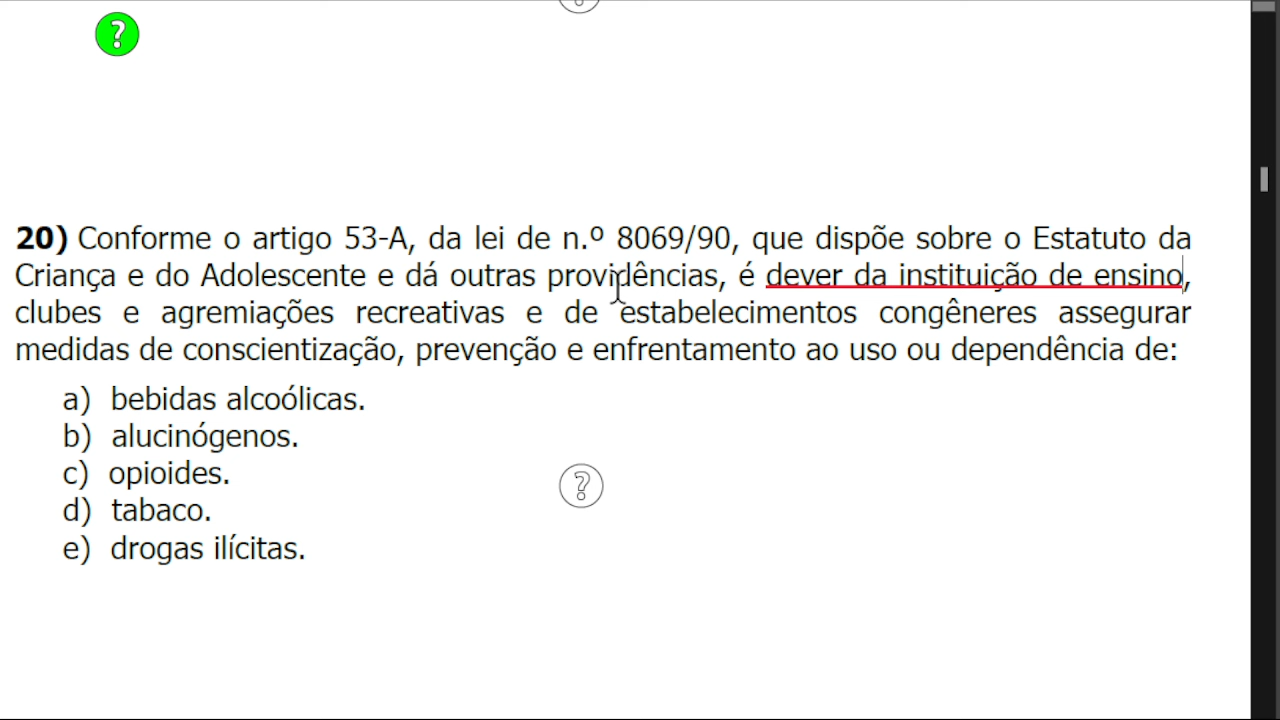 ?
20) Conforme o artigo 53-A, da lei de n.º 8069/90, que dispõe sobre o Estatuto da
Criança e do Adolescente e dá outras providências, é dever da instituição de ensino,
clubes e agremiações recreativas e de estabelecimentos congêneres assegurar
medidas de conscientização, prevenção e enfrentamento ao uso ou dependência de:
a) bebidas alcoólicas.
b) alucinógenos.
c) opioides.
?
d) tabaco.
e) drogas ilícitas.